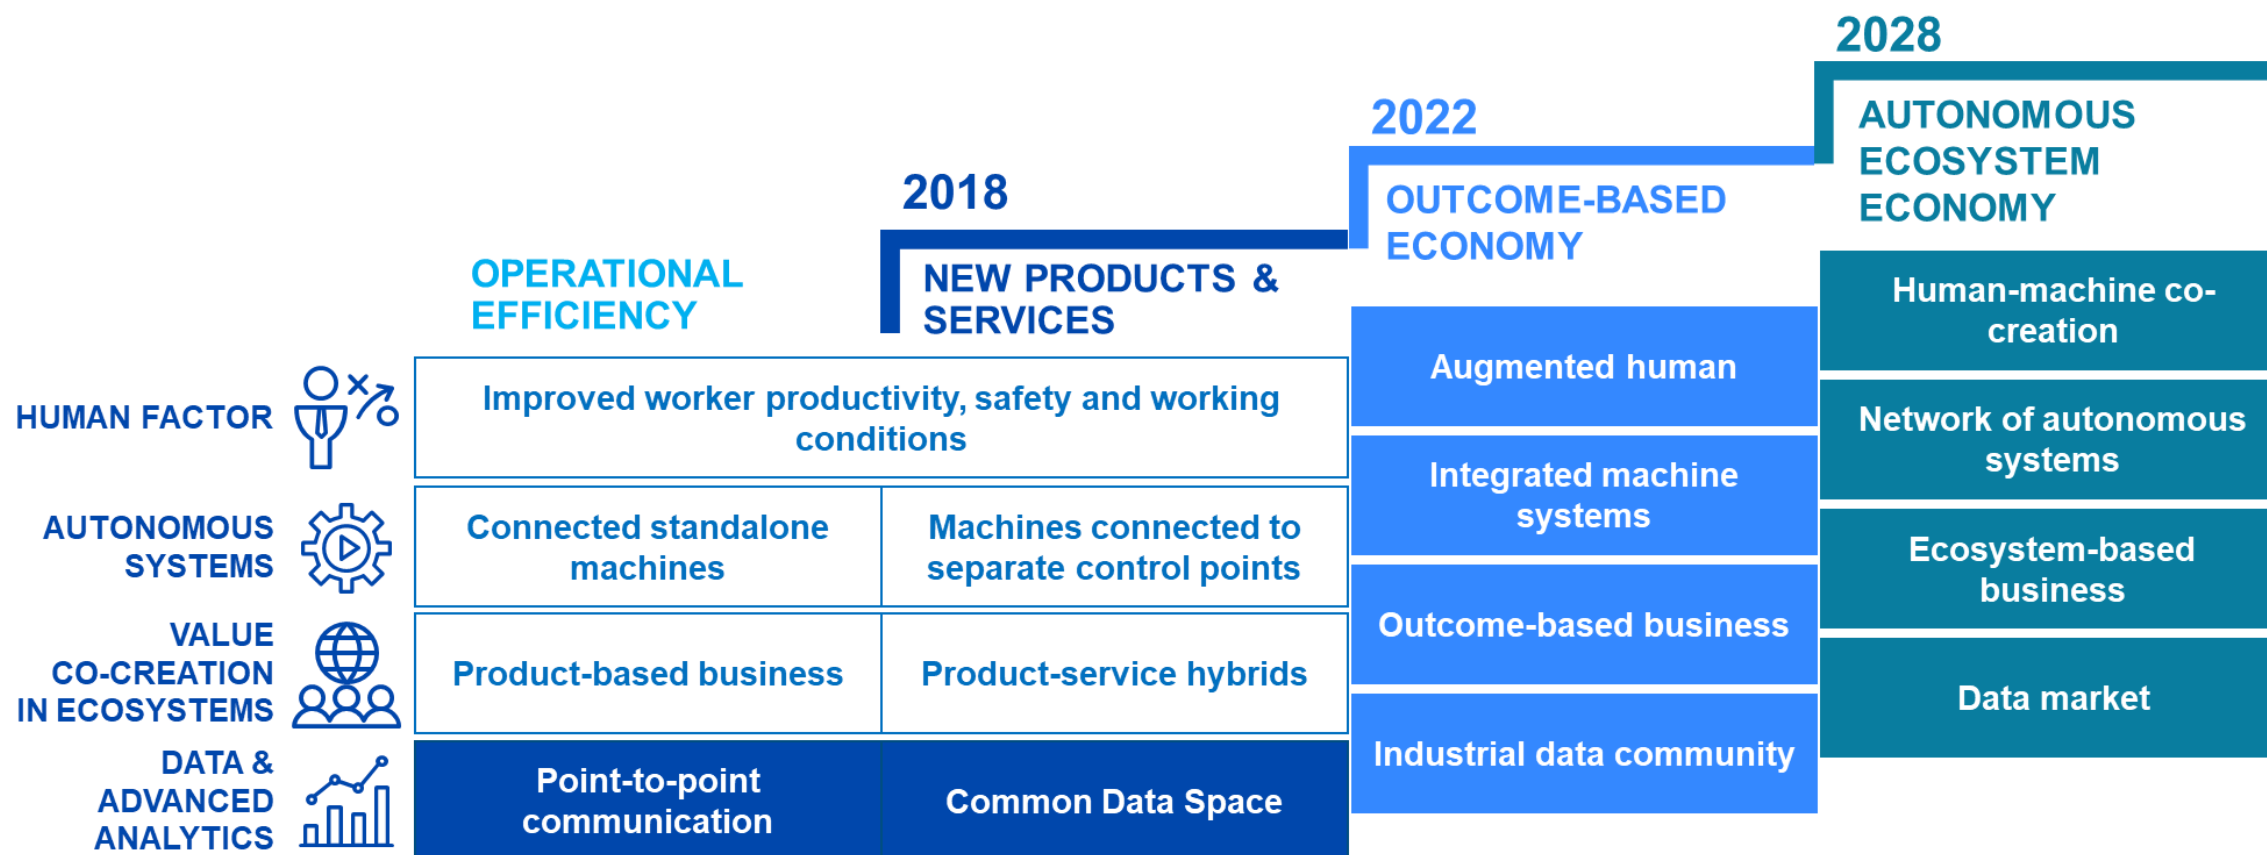 2028
AUTONOMOUS
ECOSYSTEM
ECONOMY
2022
OUTCOME-BASED
ECONOMY
2018
NEW PRODUCTS &
SERVICES
OPERATIONAL
EFFICIENCY
HUMAN FACTOR
Improved worker productivity, safety and working
conditions
Augmented human
Human-machine co-
creation
AUTONOMOUS
SYSTEMS
Connected standalone
machines
Machines connected to
separate control points
Integrated machine
systems
Network of autonomous
systems
VALUE
CO-CREATION
IN ECOSYSTEMS
Product-based business
Product-service hybrids
Outcome-based business
Ecosystem-based
business
DATA &
ADVANCED
ANALYTICS
Point-to-point
communication
Common Data Space
Industrial data community
Data market